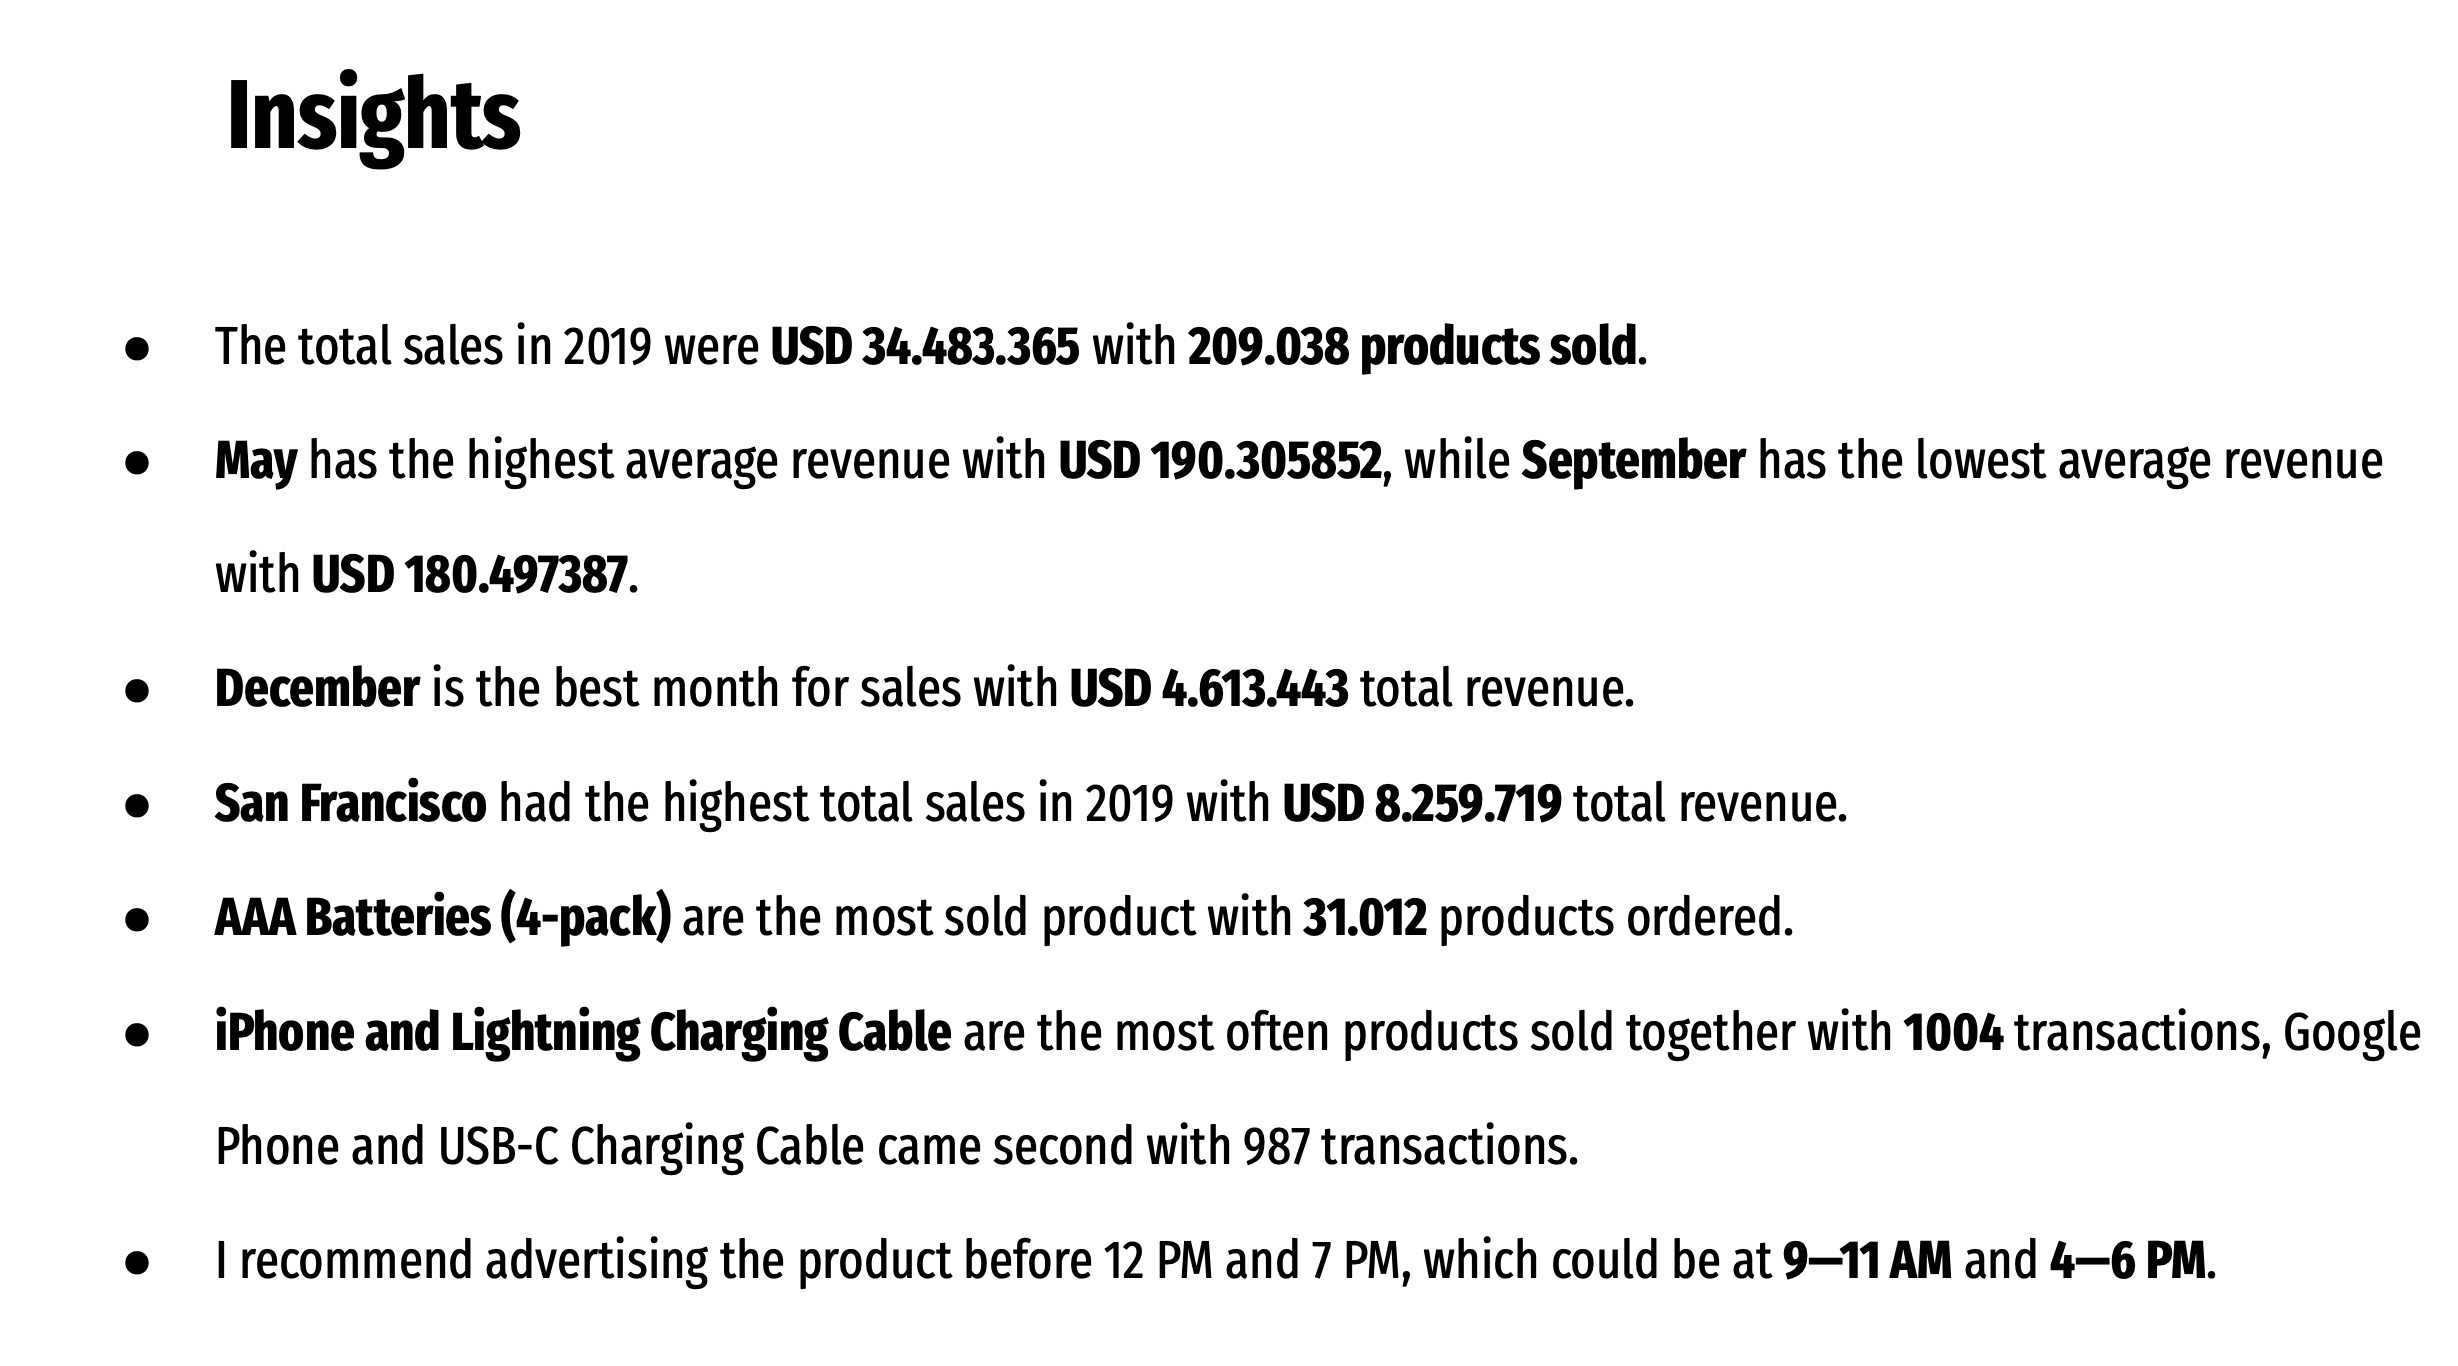 Insights
● The total sales in 2019 were USD 34.483.365 with 209.038 products sold.
● May has the highest average revenue with USD 190.305852, while September has the lowest average revenue
with USD 180.497387.
● December is the best month for sales with USD 4.613.443 total revenue.
● San Francisco had the highest total sales in 2019 with USD 8.259.719 total revenue.
● AAA Batteries (4-pack) are the most sold product with 31.012 products ordered.
● iPhone and Lightning Charging Cable are the most often products sold together with 1004 transactions, Google
Phone and USB-C Charging Cable came second with 987 transactions.
● I recommend advertising the product before 12 PM and 7 PM, which could be at 9—11 AM and 4—6 PM.